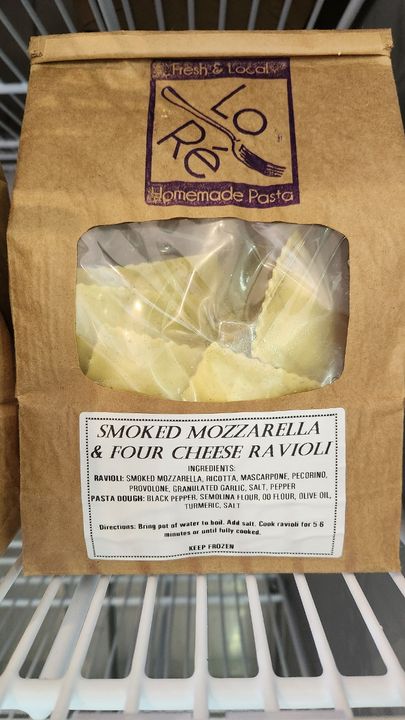 Fresh & Local
Lo
Ré
Homemade Pasta
SMOKED MOZZARELLA
& FOUR CHEESE RAVIOLI
INGREDIENTS:
RAVIOLI: SMOKED MOZZARELLA, RICOTTA, MASCARPONE, PECORINO,
PROVOLONE, GRANULATED GARLIC, SALT, PEPPER
PASTA DOUGH: BLACK PEPPER, SEMOLINA FLOUR, 00 FLOUR, OLIVE OIL,
TURMERIC, SALT
Directions: Bring pot of water to boil. Add salt. Cook ravioli for 5 6
minutes or until fully cooked.
KEEP FROZEN